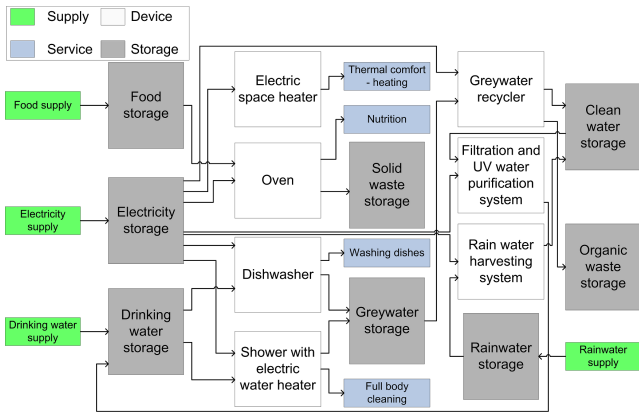 Supply
Device
Service
Storage
Food supply
Food
storage
Electric
space heater
Thermal comfort
- heating
Greywater
recycler
Clean
water
storage
Nutrition
Oven
Solid
waste
storage
Filtration and
UV water
purification
system
Electricity
supply
Electricity
storage
Dishwasher
Washing dishes
Rain water
harvesting
system
Organic
waste
storage
Drinking water
supply
Drinking
water
storage
Greywater
storage
Shower with
electric
water heater
Full body
cleaning
Rainwater
storage
Rainwater
supply